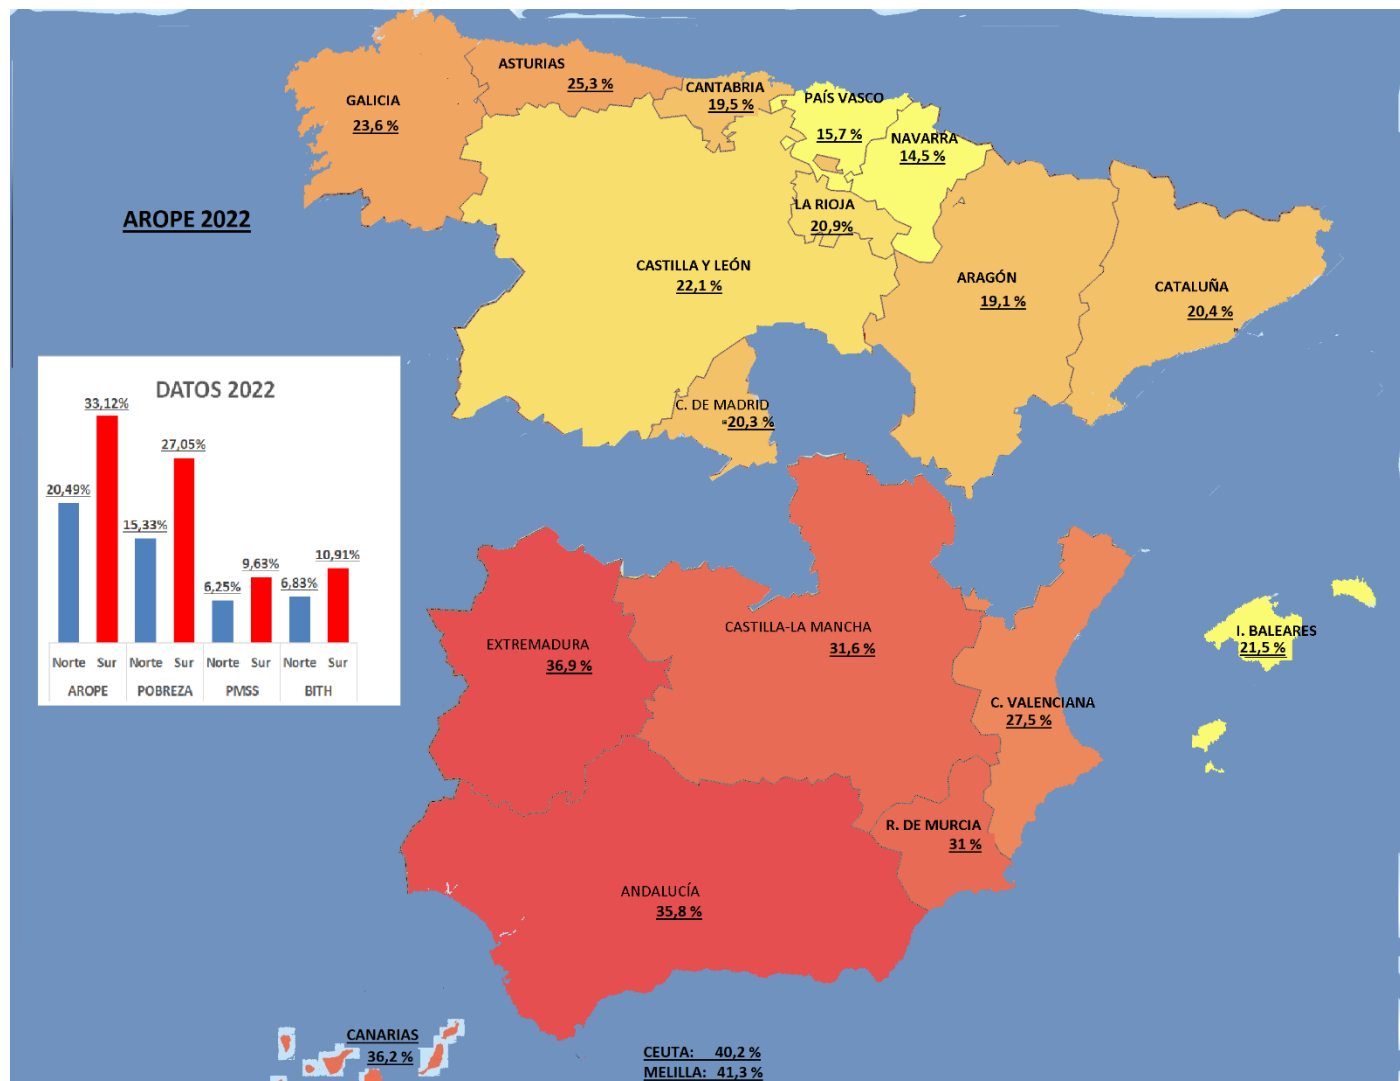 ASTURIAS
25,3 %
CANTABRIA
19,5 %
PAÍS VASCO
15,7 %
GALICIA
23,6 %
NAVARRA
14,5 %
LA RIOJA
20,9%
AROPE 2022
CASTILLA Y LEÓN
22,1 %
ARAGÓN
19,1 %
CATALUÑA
20,4 %
C. DE MADRID
20,3 %
DATOS 2022
33,12%
27,05%
20,49%
15,33%
6,25%
9,63%
6,83%
10,91%
Norte Sur Norte Sur Norte Sur Norte Sur
AROPE POBREZA PMSS BITH
EXTREMADURA
36,9 %
CASTILLA-LA MANCHA
31,6 %
I. BALEARES
21,5 %
C. VALENCIANA
27,5 %
R. DE MURCIA
31 %
ANDALUCÍA
35,8 %
CANARIAS
36,2 %
CEUTA: 40,2 %
MELILLA: 41,3 %